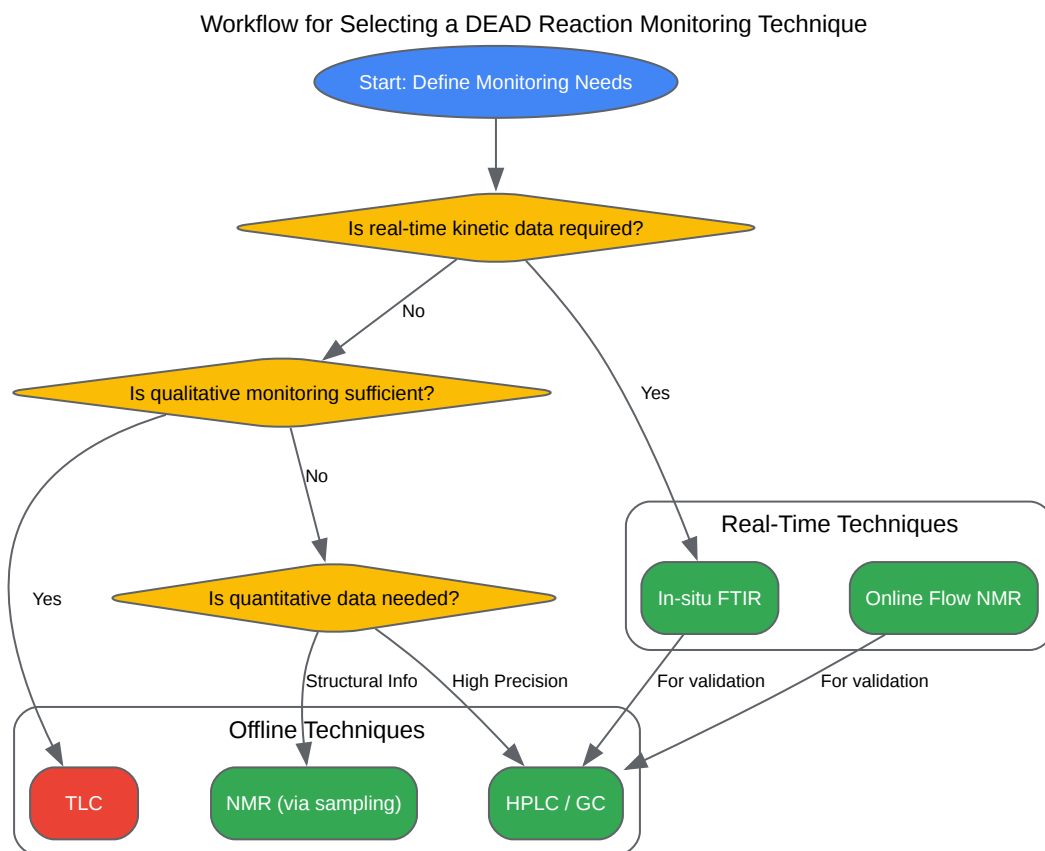 Workflow for Selecting a DEAD Reaction Monitoring Technique
Start: Define Monitoring Needs
Is real-time kinetic data required?
No
Is qualitative monitoring sufficient?
Yes
No
Real-Time Techniques
In-situ FTIR
Online Flow NMR
Yes
Is quantitative data needed?
Structural Info
High Precision
For validation
For validation
Offline Techniques
TLC
NMR (via sampling)
HPLC / GC